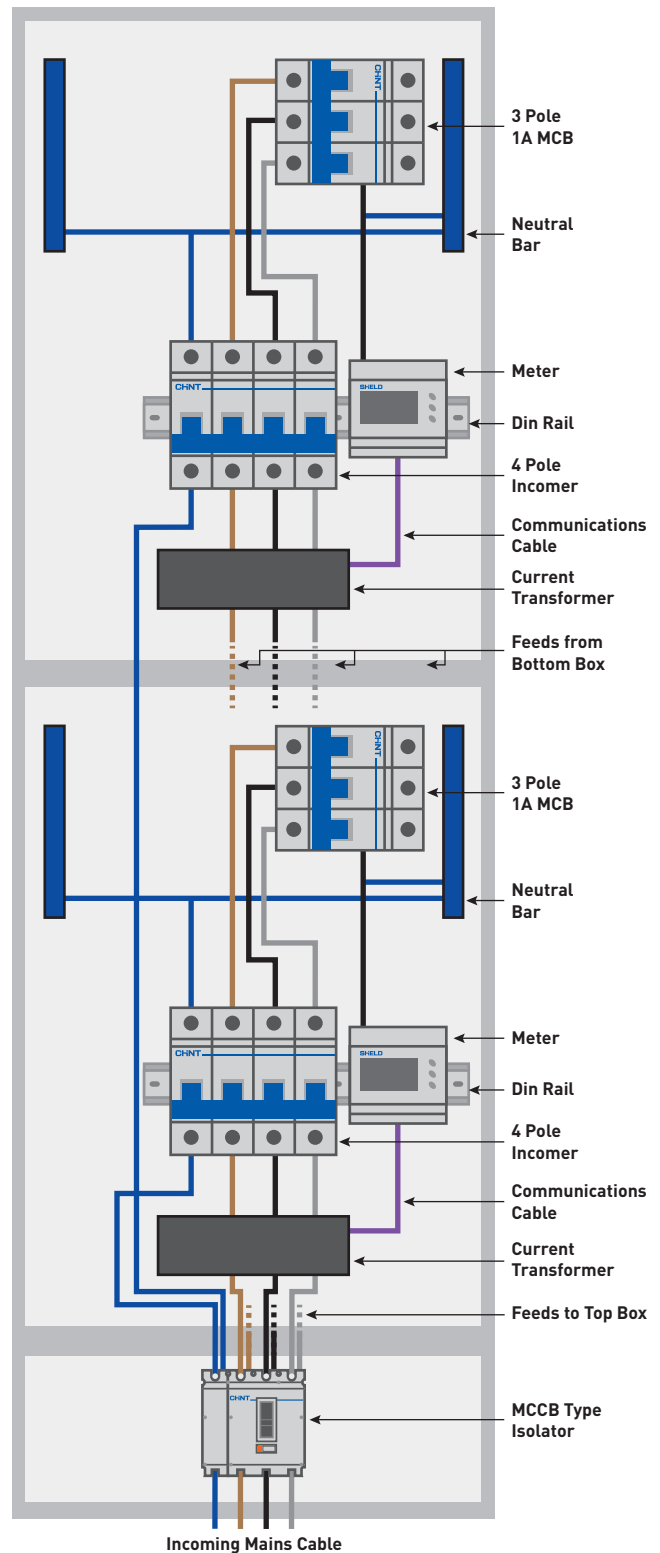 CHNT
3 Pole
1A MCB
Neutral
Bar
Meter
SHELD
CHNT
Din Rail
4 Pole
Incomer
Communications
Cable
Current
Transformer
Feeds from
Bottom Box
CHNT
3 Pole
1A MCB
Neutral
Bar
Meter
CHNT
SHELD
Din Rail
4 Pole
Incomer
Communications
Cable
Current
Transformer
Feeds to Top Box
CHNT
MCCB Type
Isolator
Incoming Mains Cable